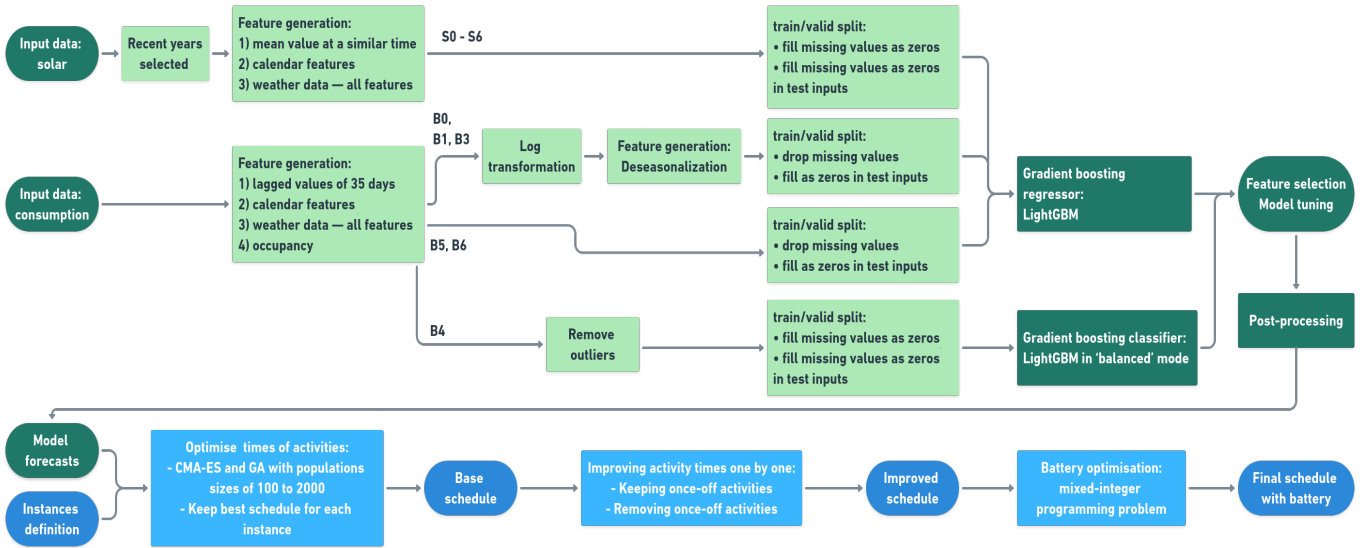 Input data:
solar
Recent years
selected
Feature generation:
1) mean value at a similar time
2) calendar features
3) weather data — all features
S0 - S6
train/valid split:
• fill missing values as zeros
• fill missing values as zeros
in test inputs
Input data:
consumption
Feature generation:
1) lagged values of 35 days
2) calendar features
3) weather data — all features
4) occupancy
B0,
B1, B3
Log
transformation
Feature generation:
Deseasonalization
train/valid split:
• drop missing values
• fill as zeros in test inputs
B5, B6
train/valid split:
• drop missing values
• fill as zeros in test inputs
B4
Remove
outliers
train/valid split:
• fill missing values as zeros
• fill missing values as zeros
in test inputs
Gradient boosting
regressor:
LightGBM
Gradient boosting classifier:
LightGBM in ‘balanced’ mode
Feature selection
Model tuning
Post-processing
Model
forecasts
Instances
definition
Optimise times of activities:
- CMA-ES and GA with populations
sizes of 100 to 2000
- Keep best schedule for each
instance
Base
schedule
Improving activity times one by one:
- Keeping once-off activities
- Removing once-off activities
Improved
schedule
Battery optimisation:
mixed-integer
programming problem
Final schedule
with battery